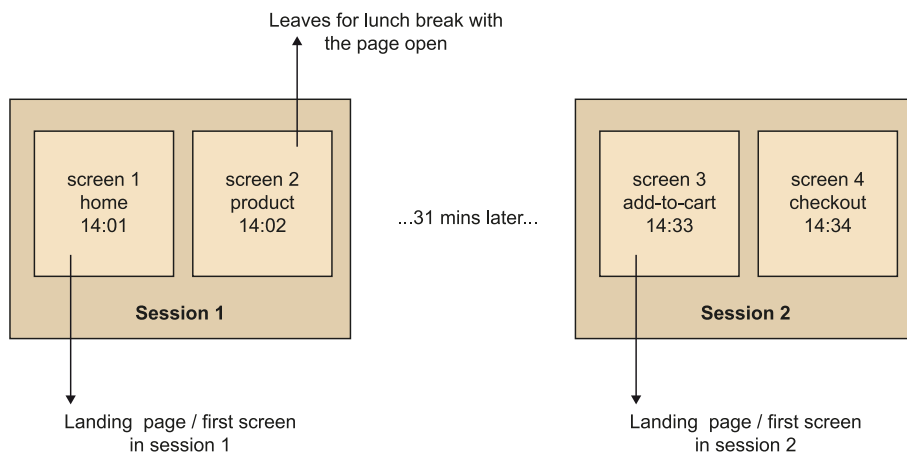 Leaves for lunch break with
the page open
screen 1
home
14:01
screen 2
product
14:02
Session 1
...31 mins later...
screen 3
add-to-cart
14:33
screen 4
checkout
14:34
Session 2
Landing page / first screen
in session 1
Landing page / first screen
in session 2